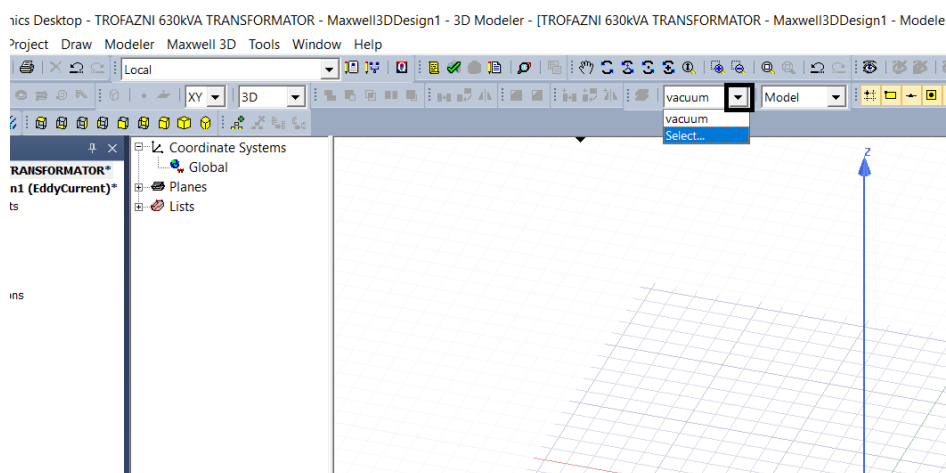 nics Desktop - TROFAZNI 630kVA TRANSFORMATOR - Maxwell3DDesign1 - 3D Modeler - [TROFAZNI 630kVA TRANSFORMATOR - Maxwell3DDesign1 - Modele
Project Draw Modeler Maxwell 3D Tools Window Help
Local
XY 3D vacuum Model
vacuum
Select...
RANSFORMATOR*
n1 (EddyCurrent)*
ts
ons
Coordinate Systems
Global
Planes
Lists
Z